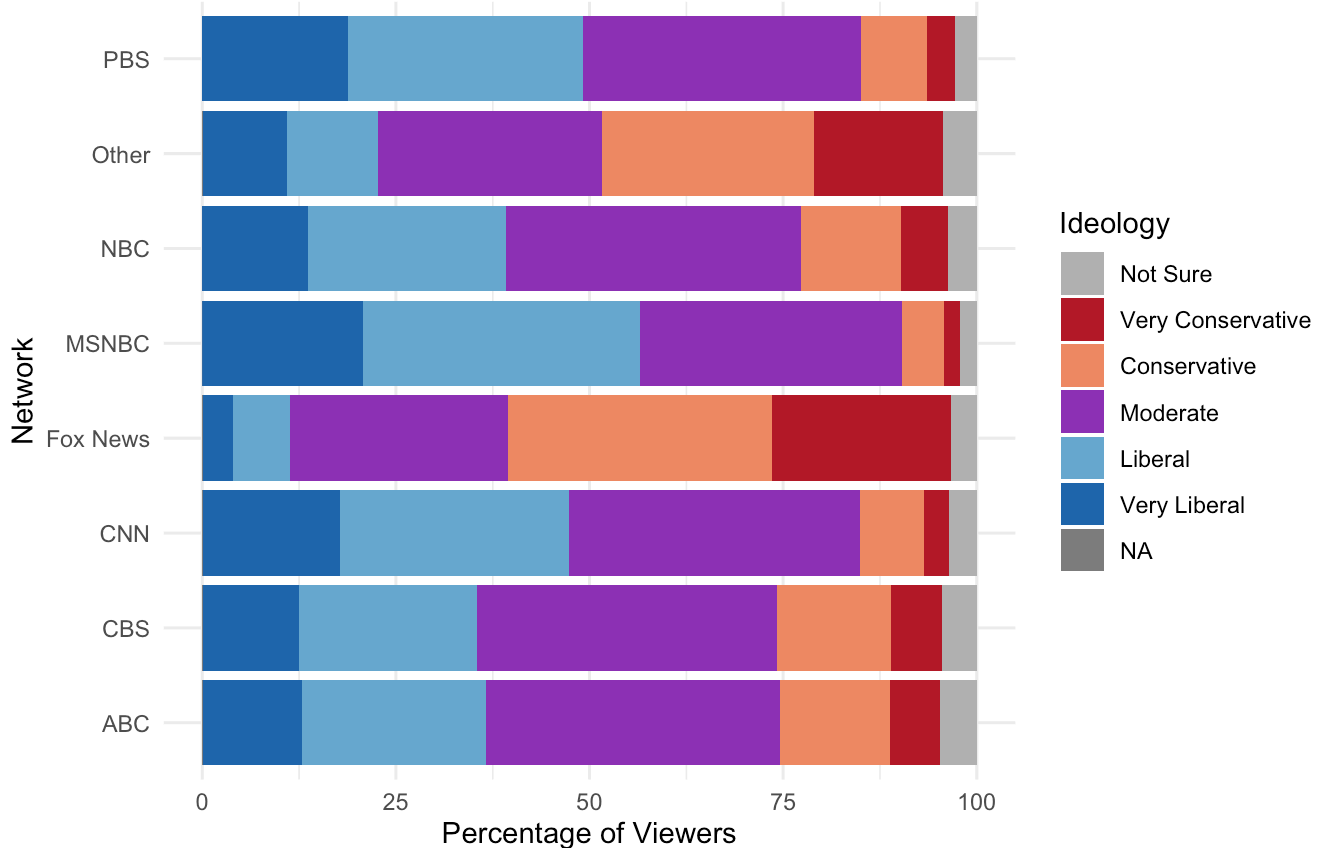 PBS
Other
NBC
MSNBC
Fox News
CNN
CBS
ABC
Network
0 25 50 75 100
Percentage of Viewers
Ideology
Not Sure
Very Conservative
Conservative
Moderate
Liberal
Very Liberal
NA